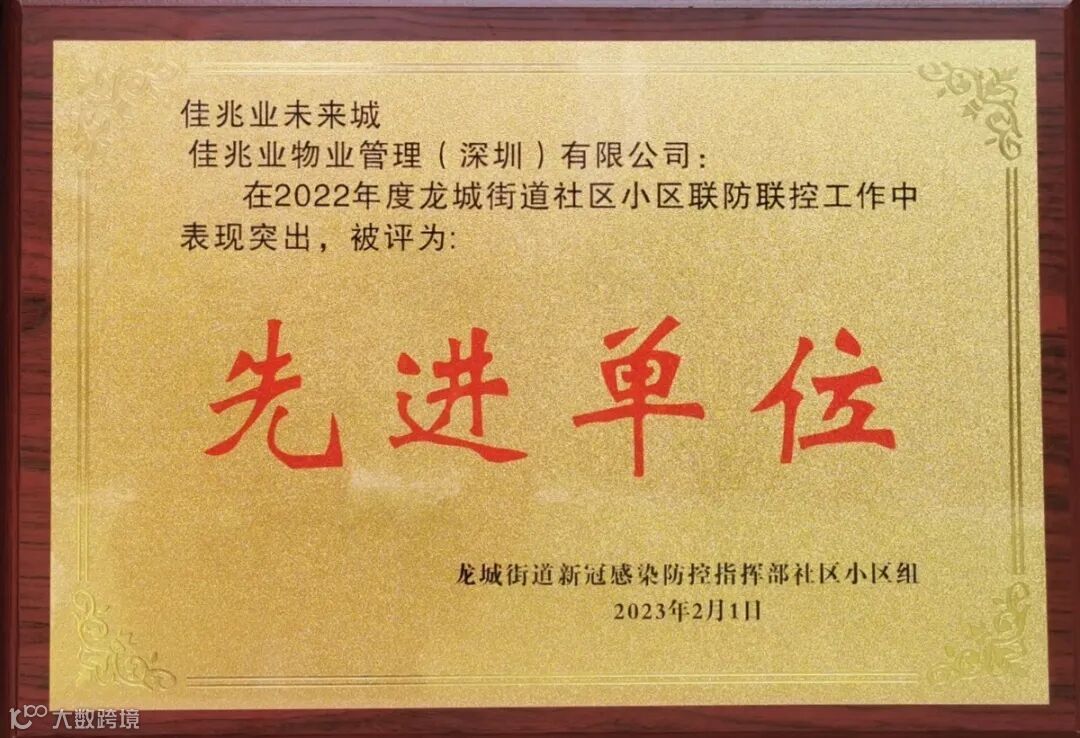 佳兆业未来城
佳兆业物业管理（深圳）有限公司：
在2022年度龙城街道社区小区联防联控工作中
表现突出，被评为:
先进单位
龙城街道新冠感染防控指挥部社区小区组
2023年2月1日
大数跨境